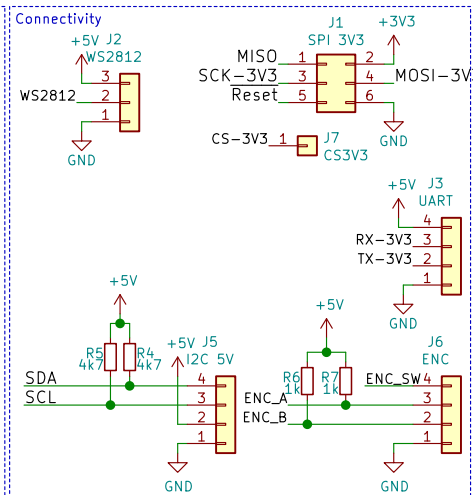 Connectivity
J2
+5V
WS2812
3
WS2812
2
1
GND
J1
SPI 3V3
+3V3
MISO
1
2
SCK-3V3
3
4
MOSI-3V
Reset
5
6
GND
CS-3V3
1
J7
CS3V3
J3
UART
+5V
4
RX-3V3
3
TX-3V3
2
1
GND
+5V
R5
4k7
R4
4k7
+5V
J5
I2C 5V
SDA
4
SCL
3
2
1
GND
+5V
R6
1k
R7
1k
J6
ENC
ENC_SW
4
ENC_A
3
ENC_B
2
1
GND